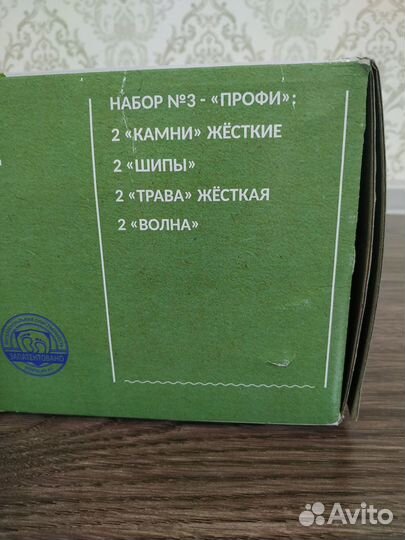 НАБОР №3 - «ПРОФИ»:
2 «КАМНИ» ЖЁСТКИЕ
2 «ШИПЫ»
2 «ТРАВА» ЖЁСТКАЯ
2 «ВОЛНА»
ЗАПАТЕНТОВАНО
Avito